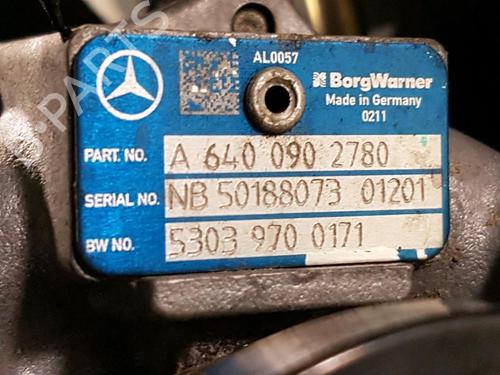 AL0057
BorgWarner
Made in Germany
0211
PART. NO. A 640 090 2780
SERIAL NO. NB 50188073 01201
BW NO. 5303 970 0171